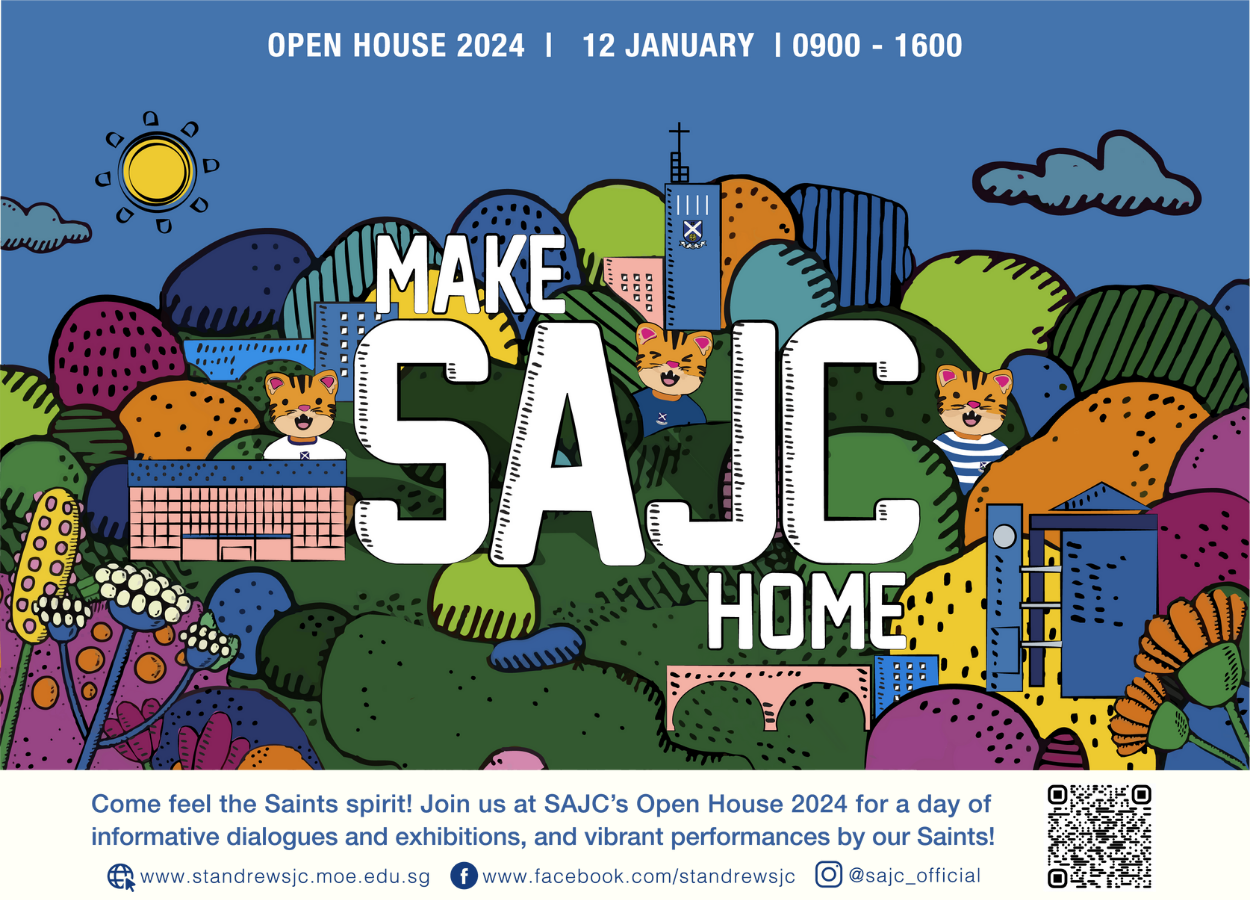 OPEN HOUSE 2024 | 12 JANUARY | 0900 - 1600
MAKE
SAJC
HOME
Come feel the Saints spirit! Join us at SAJC's Open House 2024 for a day of
informative dialogues and exhibitions, and vibrant performances by our Saints!
www.standrewsjc.moe.edu.sg www.facebook.com/standrewsjc @sajc_official